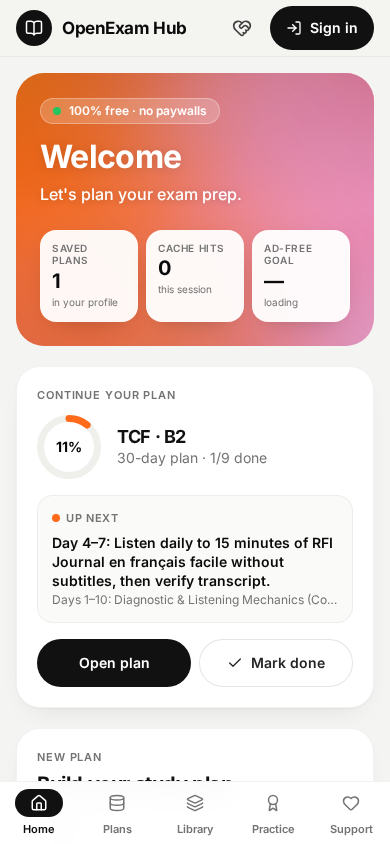 OpenExam Hub
Sign in
100% free · no paywalls
Welcome
Let's plan your exam prep.
SAVED PLANS
1
in your profile
CACHE HITS
0
this session
AD-FREE GOAL
—
loading
CONTINUE YOUR PLAN
11%
TCF · B2
30-day plan · 1/9 done
UP NEXT
Day 4–7: Listen daily to 15 minutes of RFI
Journal en français facile without
subtitles, then verify transcript.
Days 1–10: Diagnostic & Listening Mechanics (Co...
Open plan
Mark done
NEW PLAN
Build your study plan
Home
Plans
Library
Practice
Support